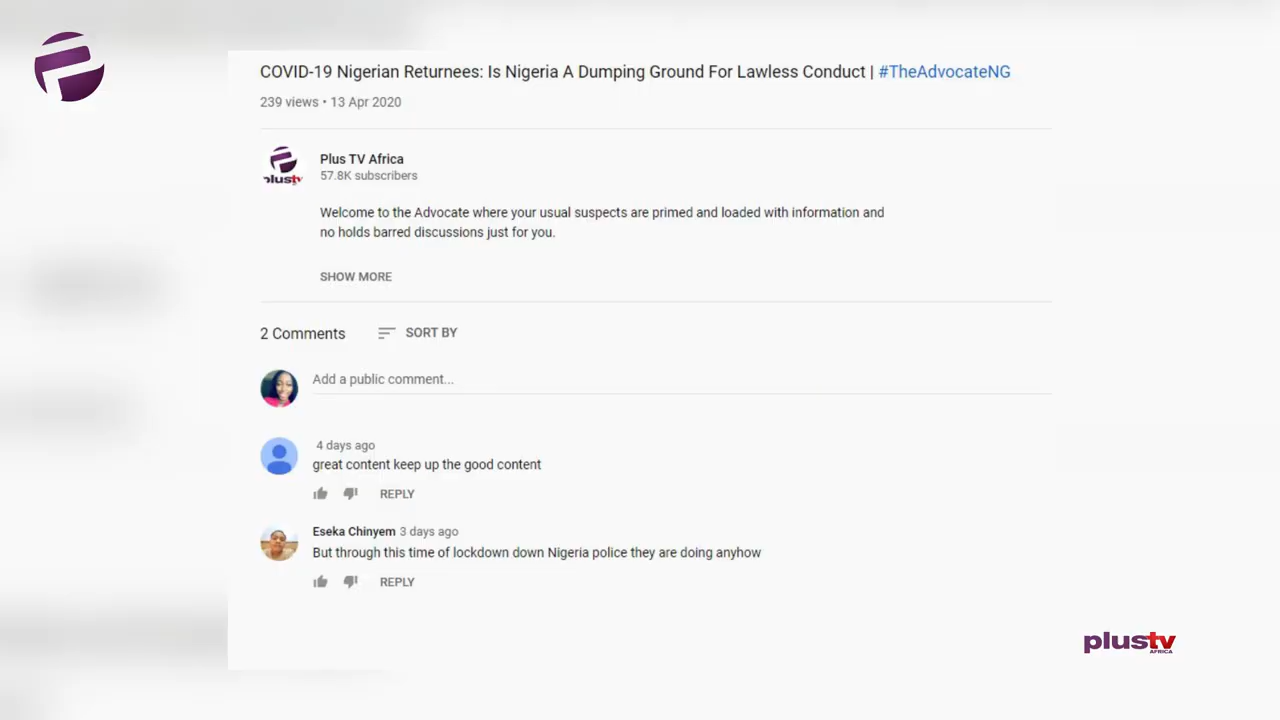 COVID-19 Nigerian Returnees: Is Nigeria A Dumping Ground For Lawless Conduct | #TheAdvocateNG
239 views • 13 Apr 2020
Plus TV Africa
plustv
57.8K subscribers
Welcome to the Advocate where your usual suspects are primed and loaded with information and
no holds barred discussions just for you.
SHOW MORE
2 Comments
SORT BY
Add a public comment...
4 days ago
great content keep up the good content
REPLY
Eseka Chinyem 3 days ago
But through this time of lockdown down Nigeria police they are doing anyhow
REPLY
plustv
AFRICA